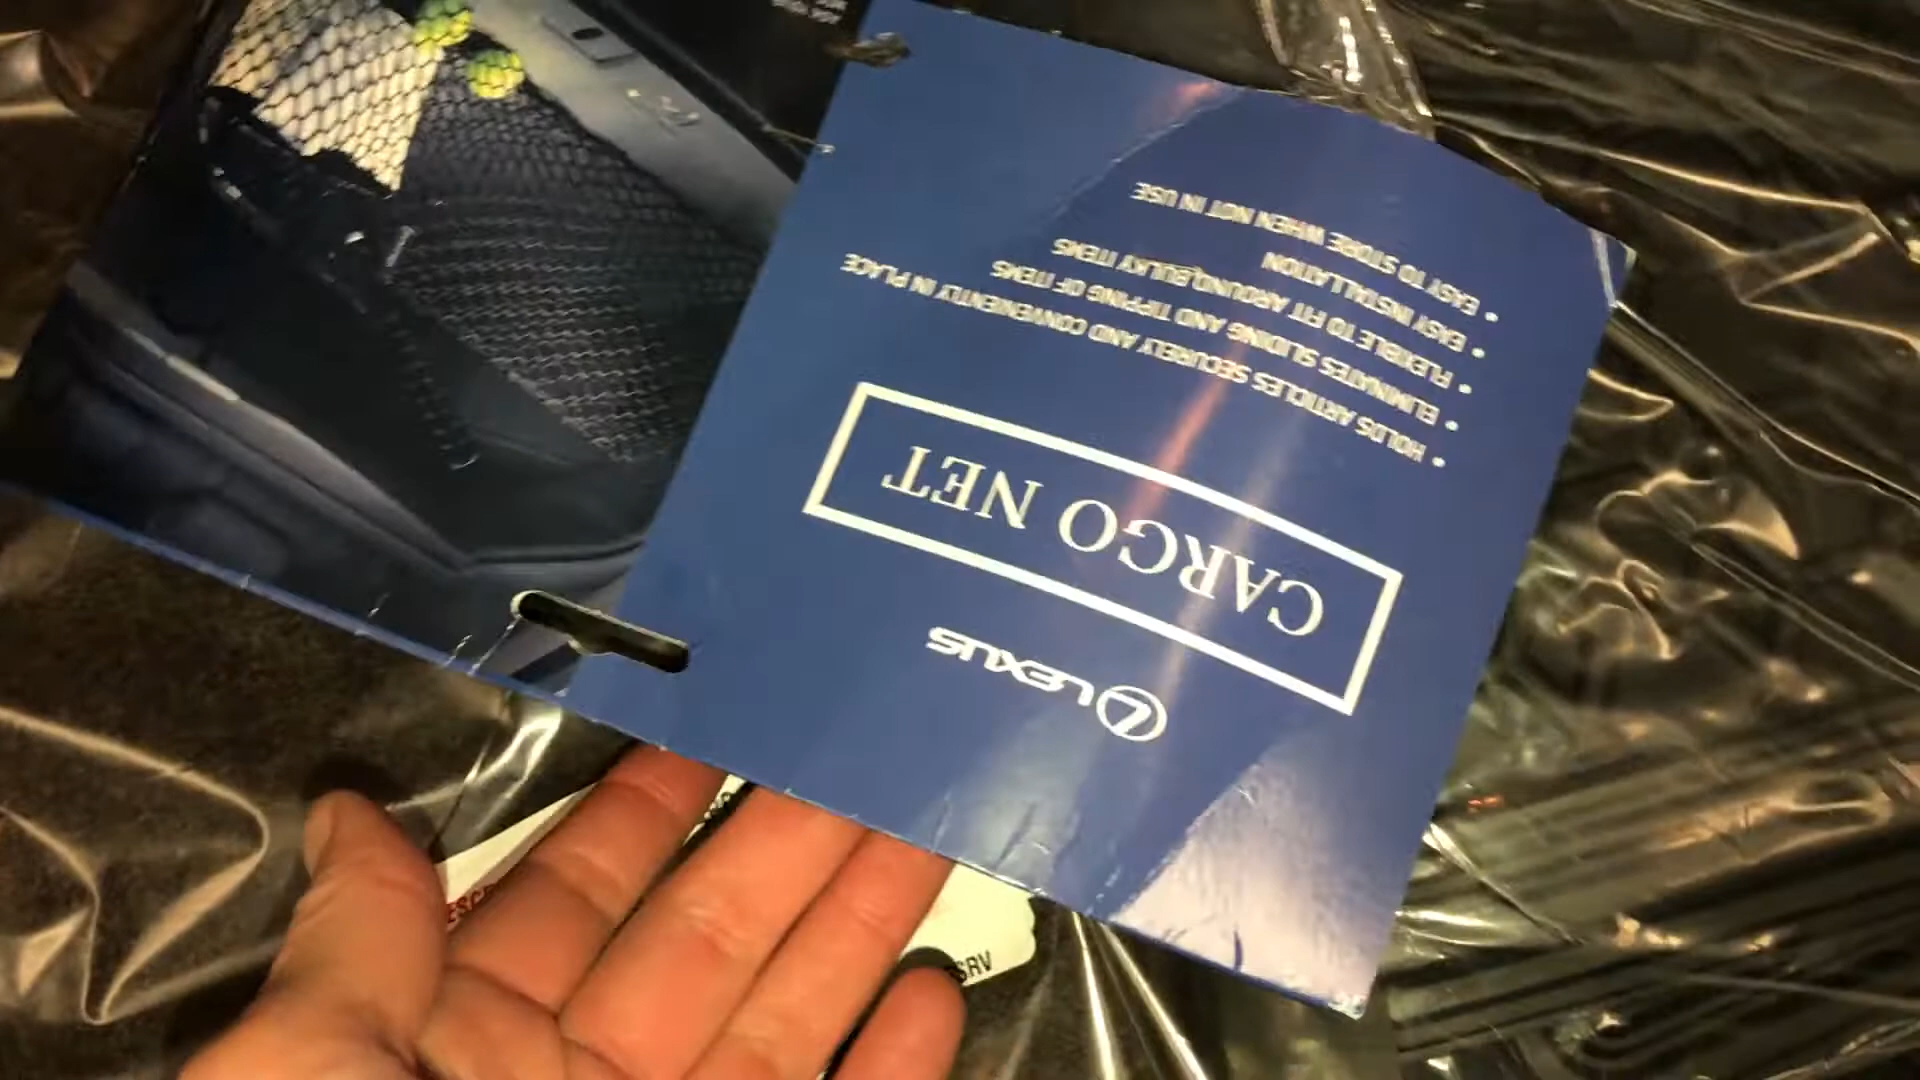 LEXUS
CARGO NET
• HOLDS ARTICLES SECURELY AND CONVENIENTLY IN PLACE
• ELIMINATES SLIDING AND TIPPING OF ITEMS
• FLEXIBLE TO FIT AROUND BULKY ITEMS
• EASY INSTALLATION
• EASY TO STORE WHEN NOT IN USE